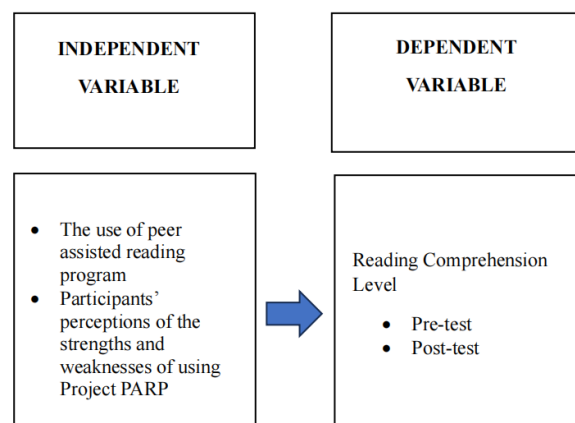 INDEPENDENT
VARIABLE
DEPENDENT
VARIABLE
• The use of peer
assisted reading
program
• Participants'
perceptions of the
strengths and
weaknesses of using
Project PARP
Reading Comprehension
Level
• Pre-test
• Post-test